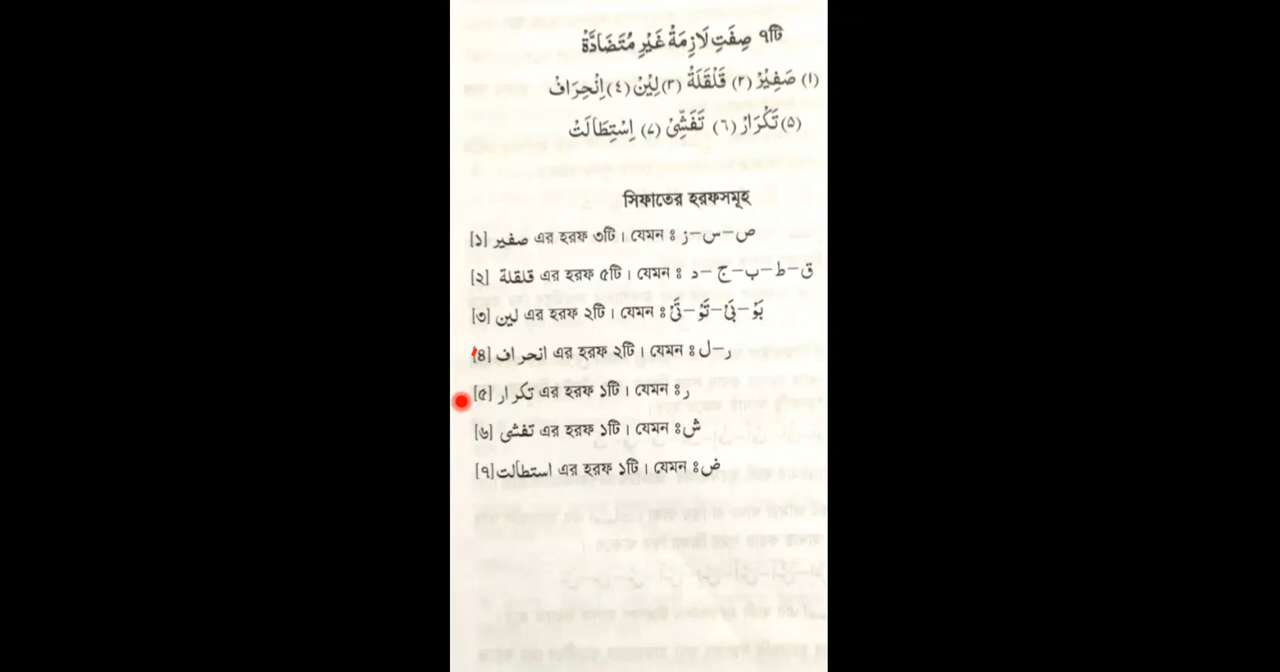 صِفَتِ لَازِمَةْ غَيْرِ مُتَضَادَّةْ ৭টি
(١) صَفِيْرْ (٢) قَلْقَلَةْ (٣) لِيْنْ (٤) اِنْحِرَافْ
(٥) تَكْرَارْ (٦) تَفَشِّىْ (٧) اِسْتِطَالَتْ
সিফাতের হরফসমূহ
[১] صفير এর হরফ ৩টি। যেমন ঃ ص–س–ز
[২] قلقلة এর হরফ ৫টি। যেমন ঃ ق–ط–ب–ج–د
[৩] لين এর হরফ ২টি। যেমন ঃ بَوْ–بَىْ–تَوْ–تَىْ
[৪] انحراف এর হরফ ২টি। যেমন ঃ ر–ل
[৫] تكرار এর হরফ ১টি। যেমন ঃ ر
[৬] تفشى এর হরফ ১টি। যেমন ঃ ش
[৭] استطالت এর হরফ ১টি। যেমন ঃ ض